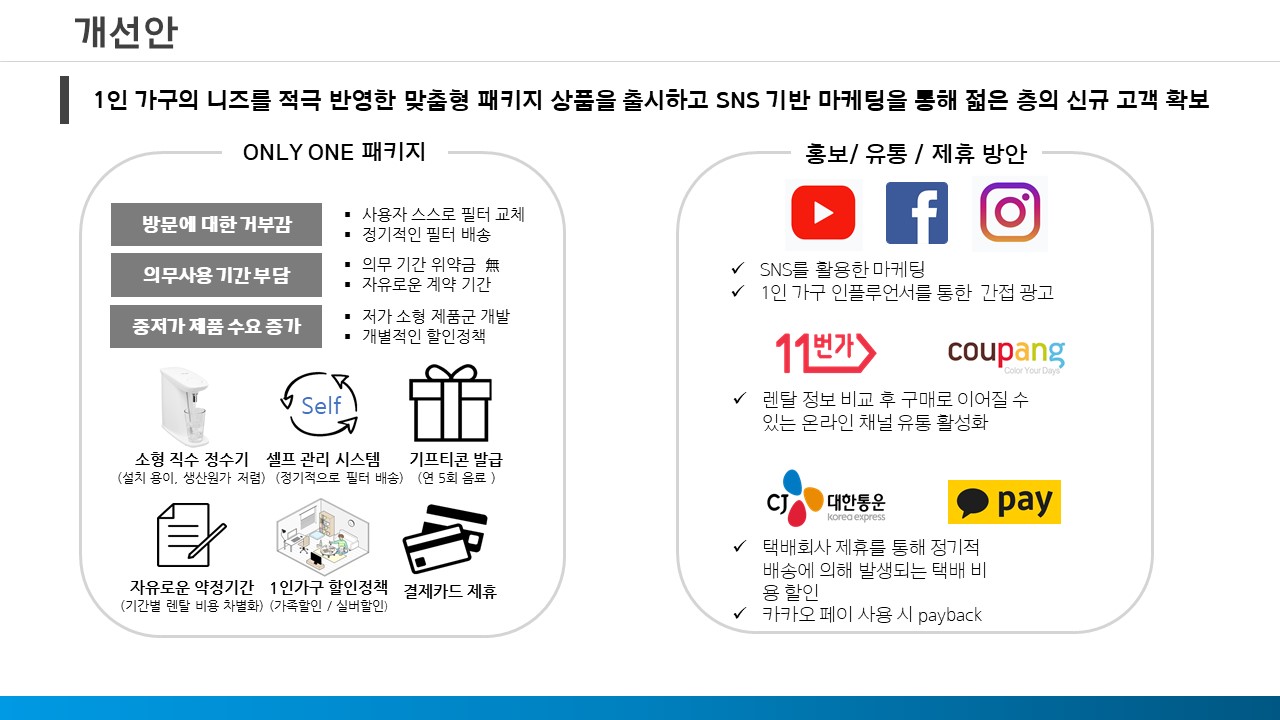 개선안
1인 가구의 니즈를 적극 반영한 맞춤형 패키지 상품을 출시하고 SNS 기반 마케팅을 통해 젊은 층의 신규 고객 확보
ONLY ONE 패키지
방문에 대한 거부감
▪ 사용자 스스로 필터 교체
▪ 정기적인 필터 배송
의무사용 기간 부담
▪ 의무 기간 위약금 無
▪ 자유로운 계약 기간
중저가 제품 수요 증가
▪ 저가 소형 제품군 개발
▪ 개별적인 할인정책
Self
소형 직수 정수기
(설치 용이, 생산원가 저렴)
셀프 관리 시스템
(정기적으로 필터 배송)
기프티콘 발급
(연 5회 음료 )
자유로운 약정기간
(기간별 렌탈 비용 차별화)
1인가구 할인정책
(가족할인 / 실버할인)
결제카드 제휴
홍보/ 유통 / 제휴 방안
✓ SNS를 활용한 마케팅
✓ 1인 가구 인플루언서를 통한 간접 광고
11번가
coupang
Color Your Days
✓ 렌탈 정보 비교 후 구매로 이어질 수
있는 온라인 채널 유통 활성화
CJ 대한통운
korea express
pay
✓ 택배회사 제휴를 통해 정기적
배송에 의해 발생되는 택배 비
용 할인
✓ 카카오 페이 사용 시 payback